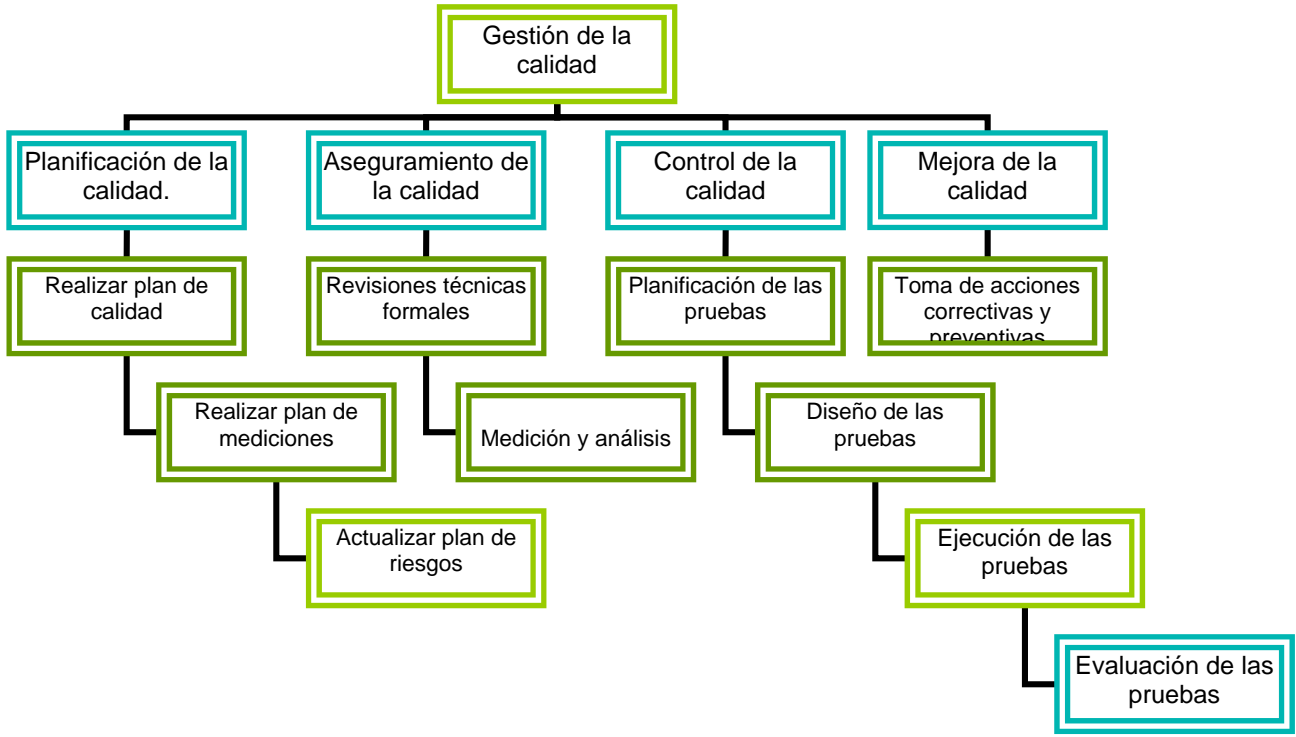 Gestión de la
calidad
Planificación de la
calidad.
Aseguramiento de
la calidad
Control de la
calidad
Mejora de la
calidad
Realizar plan de
calidad
Revisiones técnicas
formales
Planificación de las
pruebas
Toma de acciones
correctivas y
preventivas
Realizar plan de
mediciones
Medición y análisis
Diseño de las
pruebas
Actualizar plan de
riesgos
Ejecución de las
pruebas
Evaluación de las
pruebas